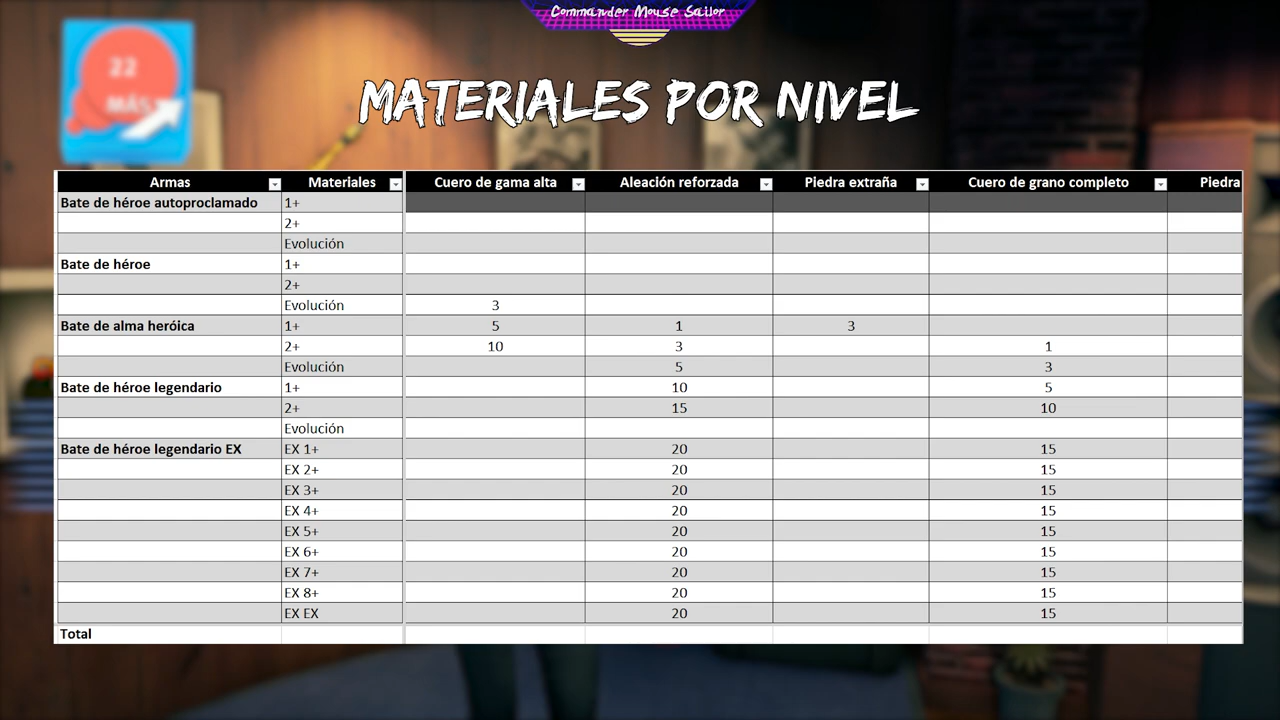 Commander Mouse Sailor
22
MÁS
MATERIALES POR NIVEL
Armas Materiales Cuero de gama alta Aleación reforzada Piedra extraña Cuero de grano completo Piedra
Bate de héroe autoproclamado 1+
2+
Evolución
Bate de héroe 1+
2+
Evolución 3
Bate de alma heróica 1+ 5 1 3
2+ 10 3 1
Evolución 5 3
Bate de héroe legendario 1+ 10 5
2+ 15 10
Evolución
Bate de héroe legendario EX EX 1+ 20 15
EX 2+ 20 15
EX 3+ 20 15
EX 4+ 20 15
EX 5+ 20 15
EX 6+ 20 15
EX 7+ 20 15
EX 8+ 20 15
EX EX 20 15
Total